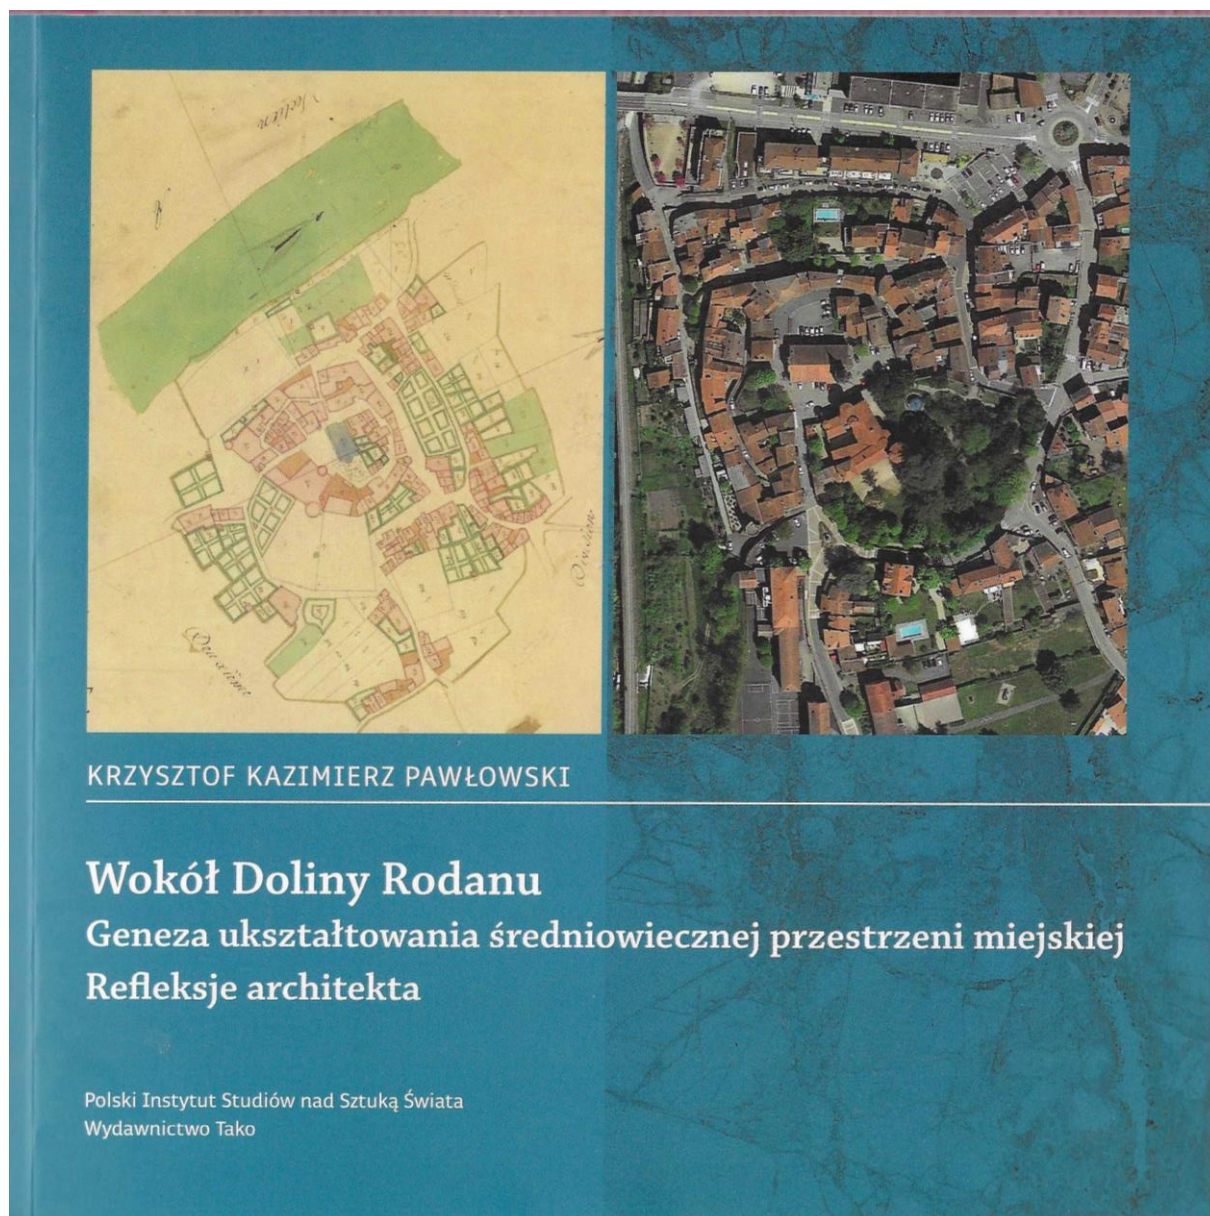 Division
KRZYSZTOF KAZIMIERZ PAWŁOWSKI
Wokół Doliny Rodanu
Geneza ukształtowania średniowiecznej przestrzeni miejskiej
Refleksje architekta
Polski Instytut Studiów nad Sztuką Świata
Wydawnictwo Tako